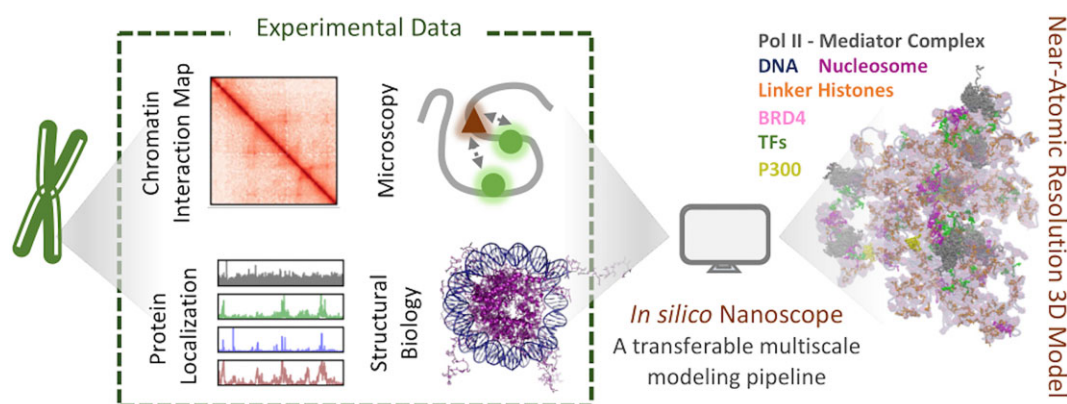 Experimental Data
Chromatin
Interaction Map
Microscopy
Protein
Localization
Structural
Biology
In silico Nanoscope
A transferable multiscale
modeling pipeline
Pol II - Mediator Complex
DNA Nucleosome
Linker Histones
BRD4
TFs
P300
Near-Atomic Resolution 3D Model